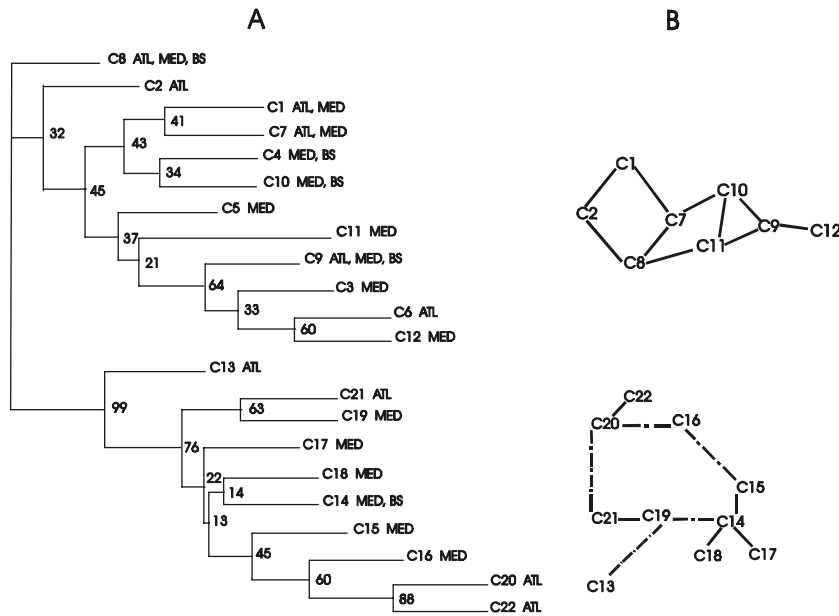 A
B
C8 ATL, MED, BS
C2 ATL
C1 ATL, MED
41
C7 ATL, MED
32
43
C4 MED, BS
34
C10 MED, BS
45
C5 MED
37
C11 MED
21
C9 ATL, MED, BS
64
C3 MED
33
C6 ATL
60
C12 MED
C13 ATL
99
C21 ATL
63
C19 MED
76
C17 MED
22
C18 MED
14
C14 MED, BS
13
C15 MED
45
C16 MED
60
C20 ATL
88
C22 ATL
C1
C10
C2
C7
C9
C12
C11
C8
C22
C20
C16
C15
C21
C19
C14
C18
C17
C13